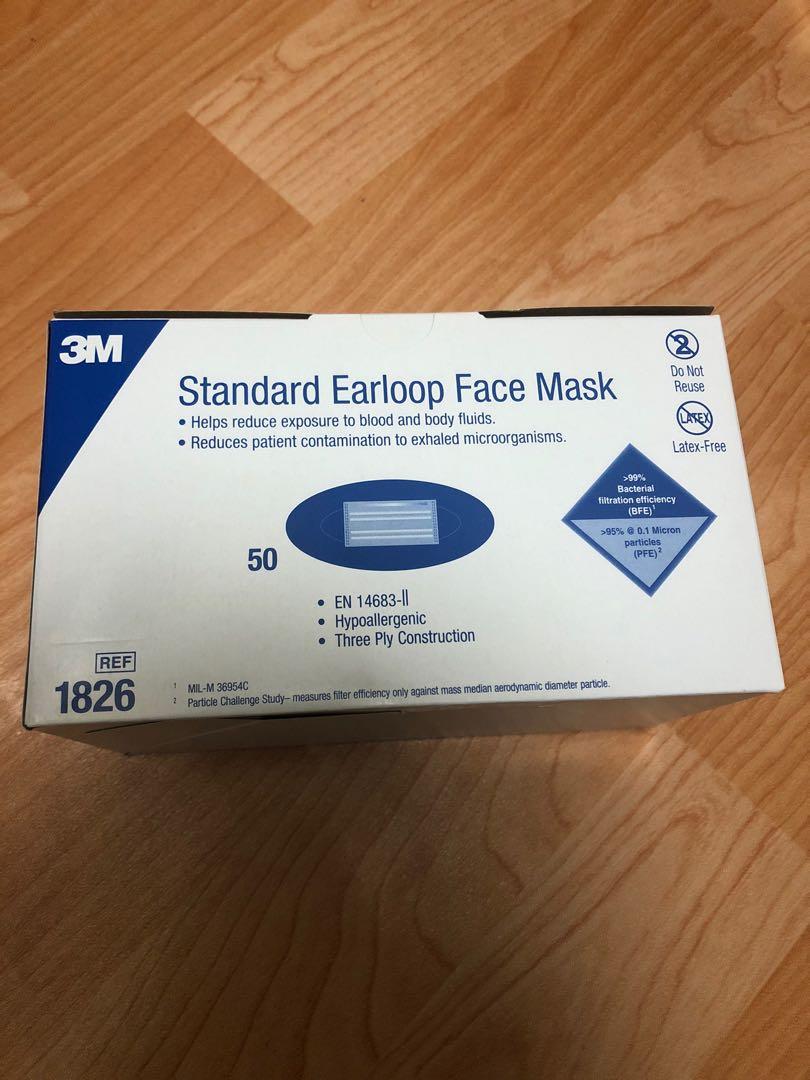 3M
Standard Earloop Face Mask
• Helps reduce exposure to blood and body fluids.
• Reduces patient contamination to exhaled microorganisms.
2
Do Not
Reuse
LATEX
Latex-Free
>99%
Bacterial
filtration efficiency
(BFE)¹
>95% @ 0.1 Micron
particles
(PFE)²
50
• EN 14683-II
• Hypoallergenic
• Three Ply Construction
REF
1826
¹ MIL-M 36954C
² Particle Challenge Study– measures filter efficiency only against mass median aerodynamic diameter particle.